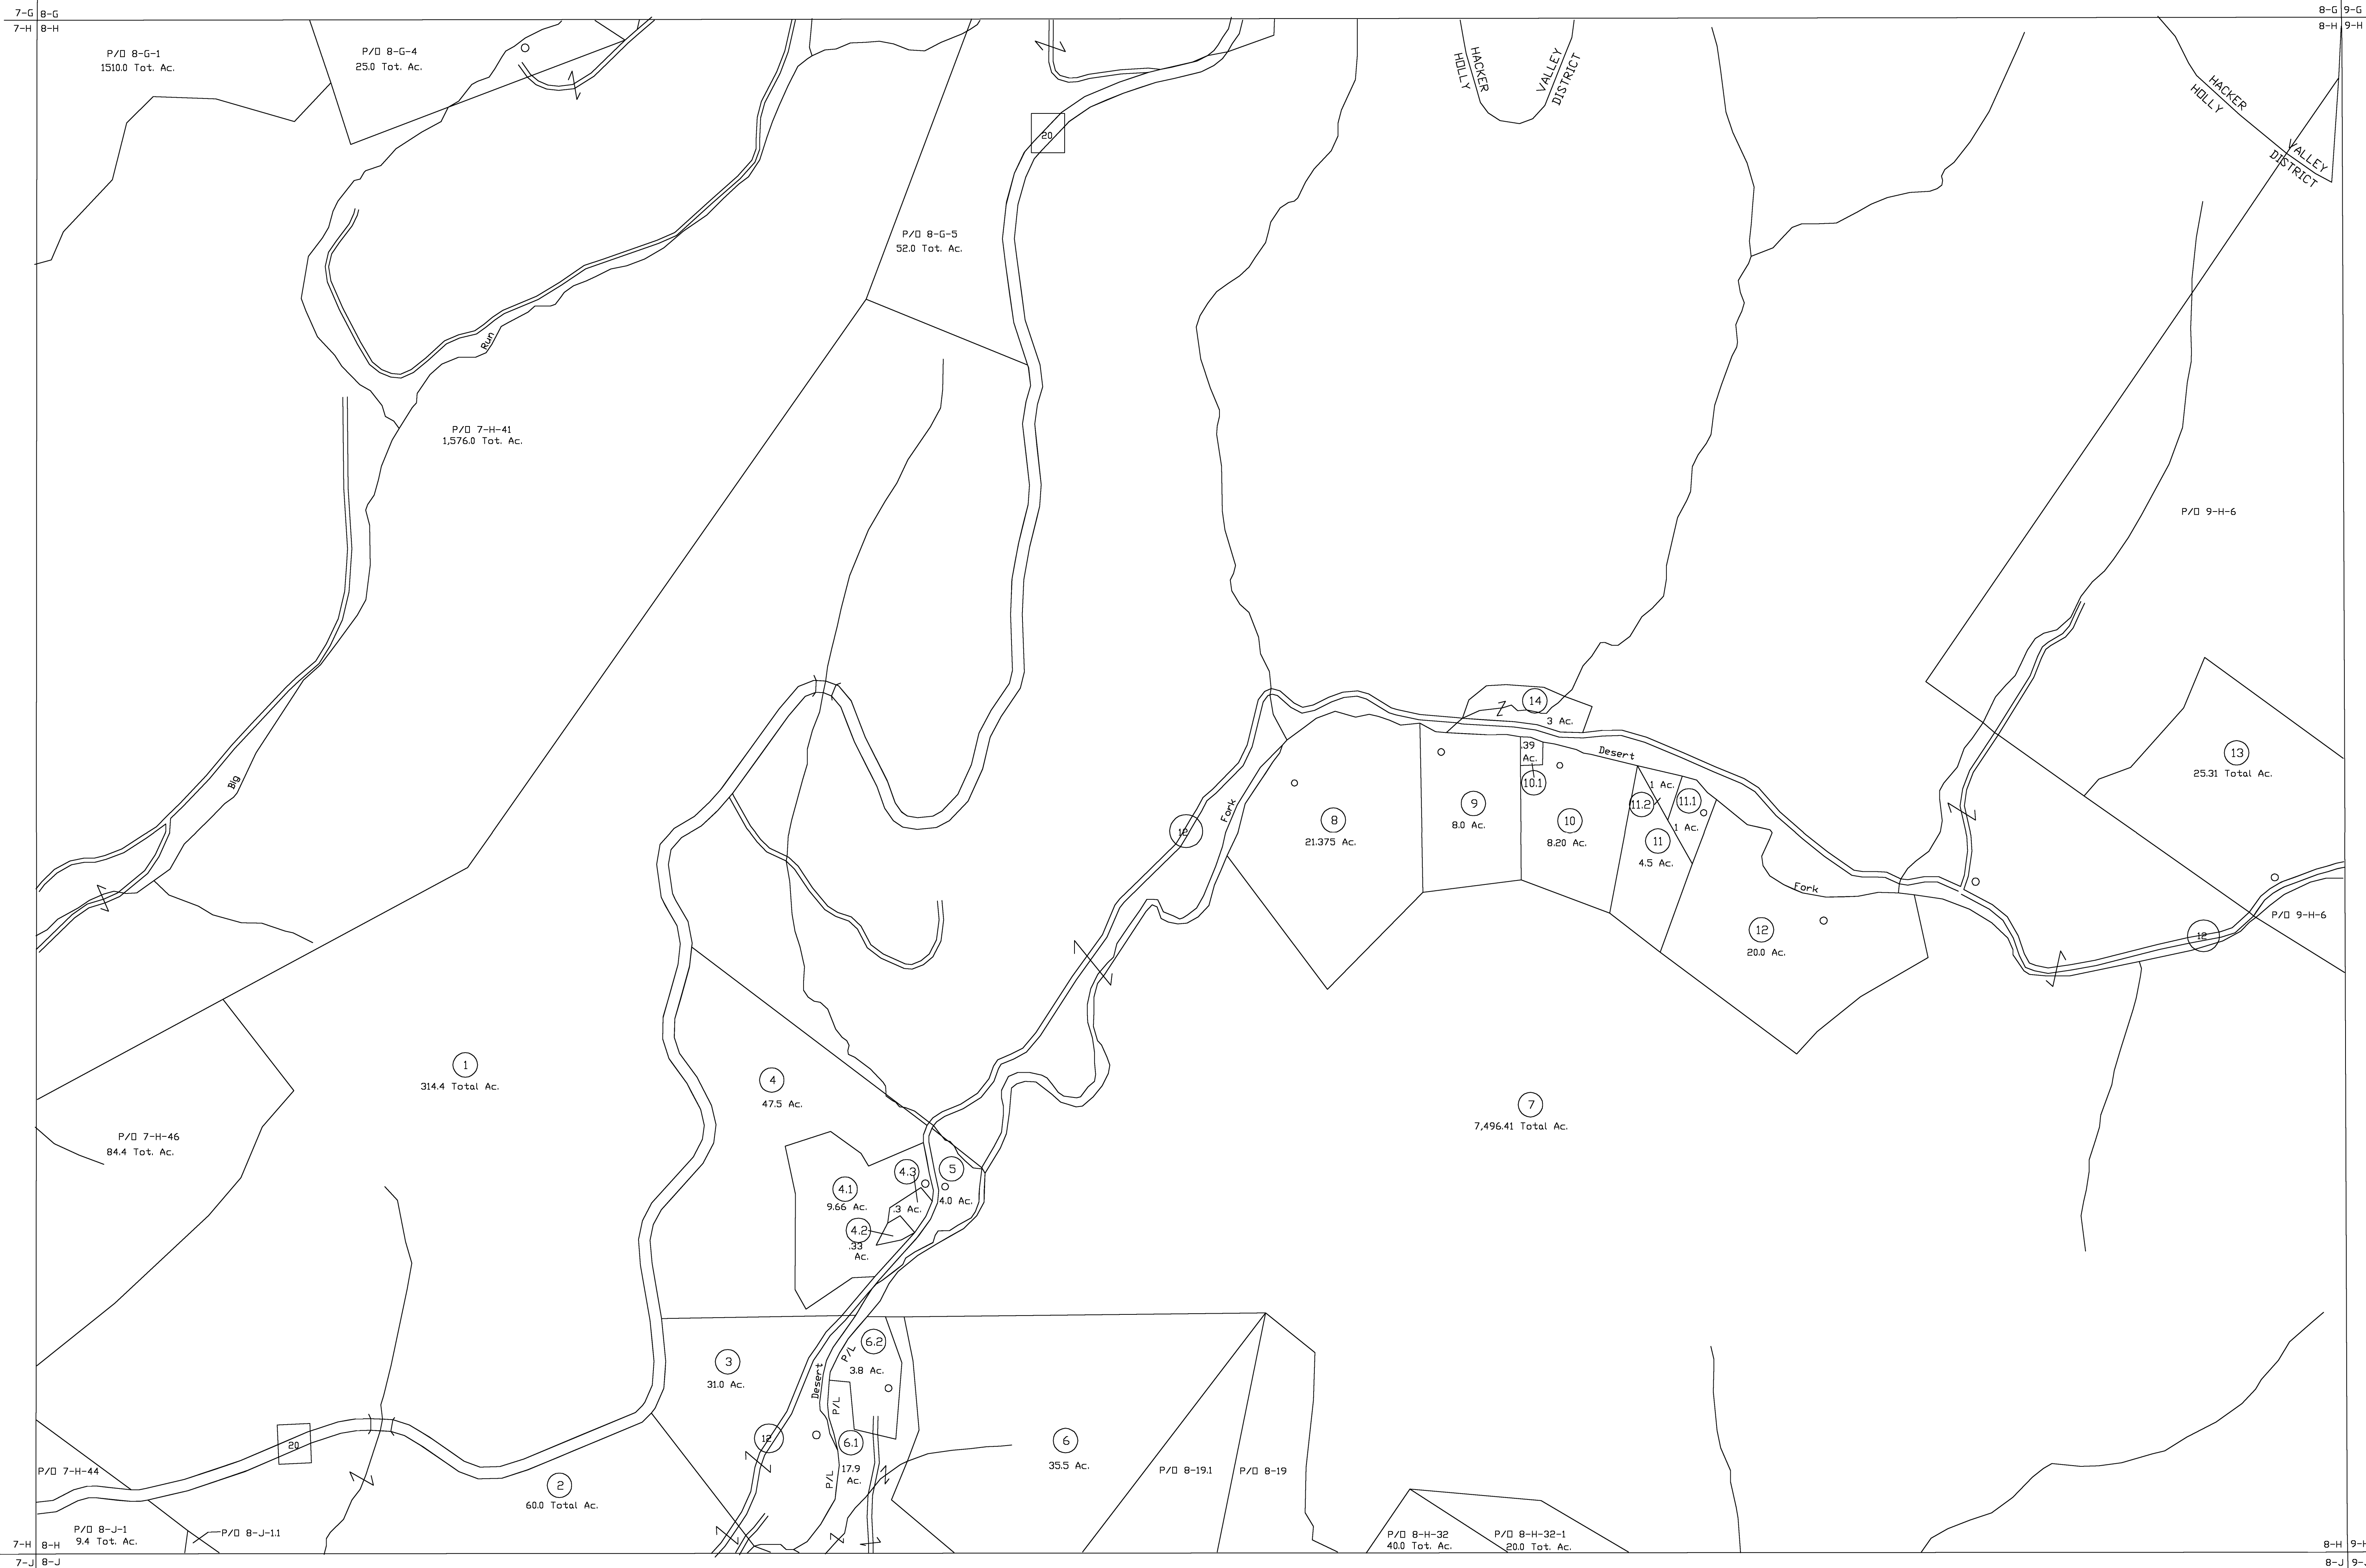 7-G 8-G
7-H 8-H
8-G 9-G
8-H 9-H
P/O 8-G-1
1510.0 Tot. Ac.
P/O 8-G-4
25.0 Tot. Ac.
HACKER
HOLLY
VALLEY
DISTRICT
HACKER
HOLLY
VALLEY
DISTRICT
20
P/O 8-G-5
52.0 Tot. Ac.
Run
P/O 7-H-41
1,576.0 Tot. Ac.
P/O 9-H-6
Big
14
3 Ac.
Desert
.39
Ac.
10.1
13
25.31 Total Ac.
1 Ac.
11.2
11.1
1 Ac.
12
Fork
8
21.375 Ac.
9
8.0 Ac.
10
8.20 Ac.
11
4.5 Ac.
Fork
12
20.0 Ac.
P/O 9-H-6
12
1
314.4 Total Ac.
4
47.5 Ac.
7
7,496.41 Total Ac.
P/O 7-H-46
84.4 Tot. Ac.
4.3
5
4.1
9.66 Ac.
4.0 Ac.
.3 Ac.
4.2
.33
Ac.
6.2
P/L
3.8 Ac.
3
31.0 Ac.
Desert
P/L
12
6.1
17.9
Ac.
P/L
6
35.5 Ac.
P/O 8-19.1
P/O 8-19
20
P/O 7-H-44
2
60.0 Total Ac.
P/O 8-J-1
9.4 Tot. Ac.
P/O 8-J-1.1
P/O 8-H-32
40.0 Tot. Ac.
P/O 8-H-32-1
20.0 Tot. Ac.
7-H 8-H
7-J 8-J
8-H 9-H
8-J 9-J